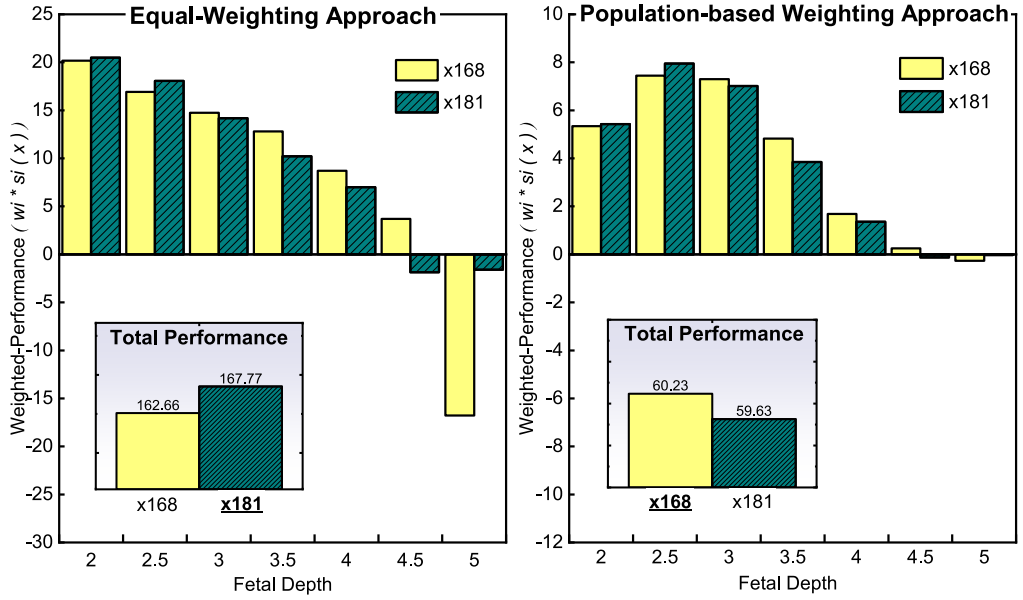 Equal-Weighting Approach
Weighted-Performance ( wi * si ( x ) )
25
20
15
10
5
0
-5
-10
-15
-20
-25
-30
x168
x181
Total Performance
162.66
167.77
x168
x181
2 2.5 3 3.5 4 4.5 5
Fetal Depth
Population-based Weighting Approach
Weighted-Performance ( wi * si ( x ) )
10
8
6
4
2
0
-2
-4
-6
-8
-10
-12
x168
x181
Total Performance
60.23
59.63
x168
x181
2 2.5 3 3.5 4 4.5 5
Fetal Depth